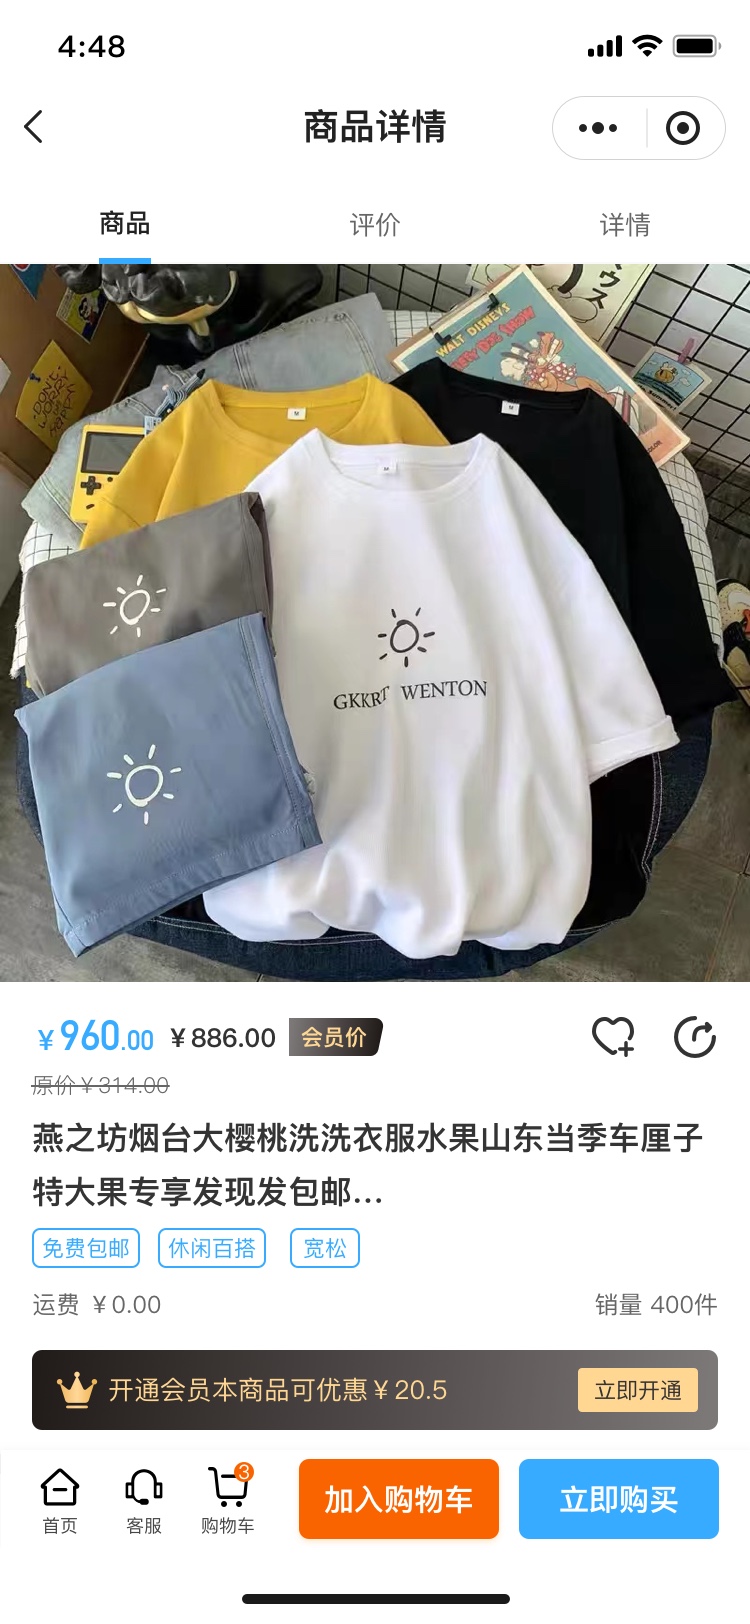 4:48
商品详情
商品
评价
详情
WALT DISNEY'S
M
M
M
GKKRT WENTON
¥960.00
¥886.00
会员价
原价¥314.00
燕之坊烟台大樱桃洗洗衣服水果山东当季车厘子
特大果专享发现发包邮...
免费包邮
休闲百搭
宽松
运费 ¥0.00
销量 400件
开通会员本商品可优惠¥20.5
立即开通
3
首页
客服
购物车
加入购物车
立即购买